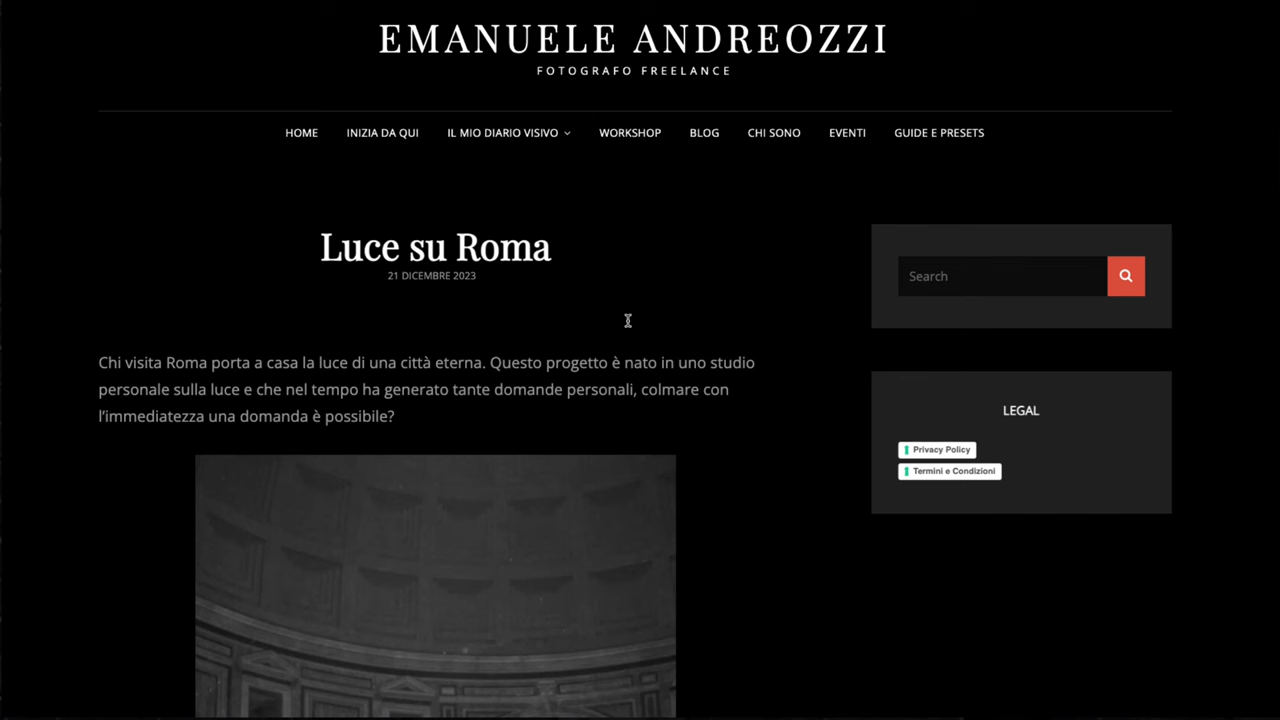 EMANUELE ANDREOZZI
FOTOGRAFO FREELANCE
HOME INIZIA DA QUI IL MIO DIARIO VISIVO WORKSHOP BLOG CHI SONO EVENTI GUIDE E PRESETS
Luce su Roma
21 DICEMBRE 2023
Chi visita Roma porta a casa la luce di una città eterna. Questo progetto è nato in uno studio
personale sulla luce e che nel tempo ha generato tante domande personali, colmare con
l’immediatezza una domanda è possibile?
Search
LEGAL
Privacy Policy
Termini e Condizioni